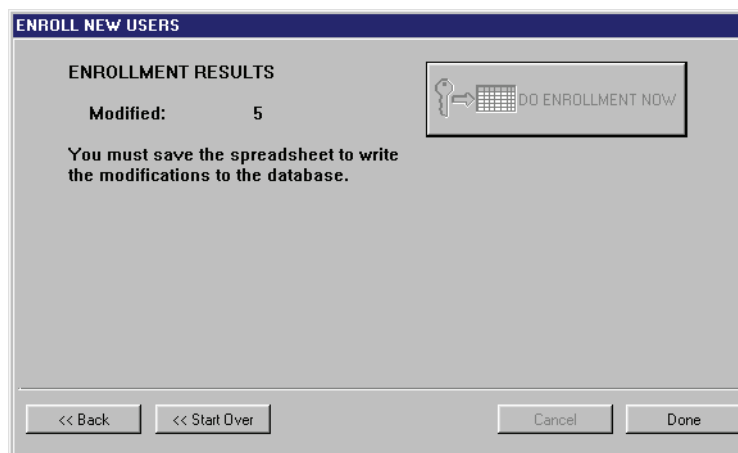 ENROLL NEW USERS
ENROLLMENT RESULTS
Modified: 5
You must save the spreadsheet to write
the modifications to the database.
DO ENROLLMENT NOW
<< Back
<< Start Over
Cancel
Done